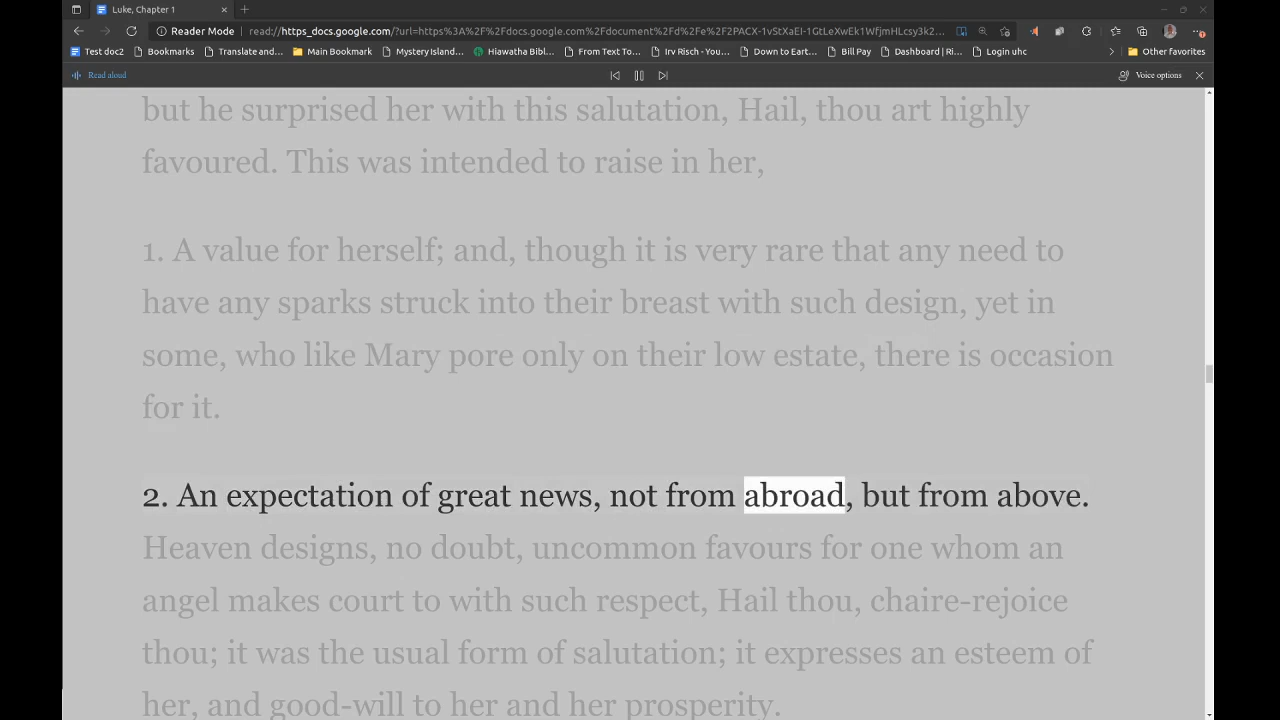 Luke, Chapter 1
Reader Mode
read://https_docs.google.com/?url=https%3A%2F%2Fdocs.google.com%2Fdocument%2Fd%2Fe%2F2PACX-1vStXaEI-1GtLeXwEk1WfjmHLcsy3k2...
Test doc2 Bookmarks Translate and... Main Bookmark Mystery Island... Hiawatha Bibl... From Text To... Irv Risch - You... Down to Eart... Bill Pay Dashboard | Ri... Login uhc Other favorites
Read aloud Voice options
but he surprised her with this salutation, Hail, thou art highly
favoured. This was intended to raise in her,
1. A value for herself; and, though it is very rare that any need to
have any sparks struck into their breast with such design, yet in
some, who like Mary pore only on their low estate, there is occasion
for it.
2. An expectation of great news, not from abroad, but from above.
Heaven designs, no doubt, uncommon favours for one whom an
angel makes court to with such respect, Hail thou, chaire-rejoice
thou; it was the usual form of salutation; it expresses an esteem of
her, and good-will to her and her prosperity.